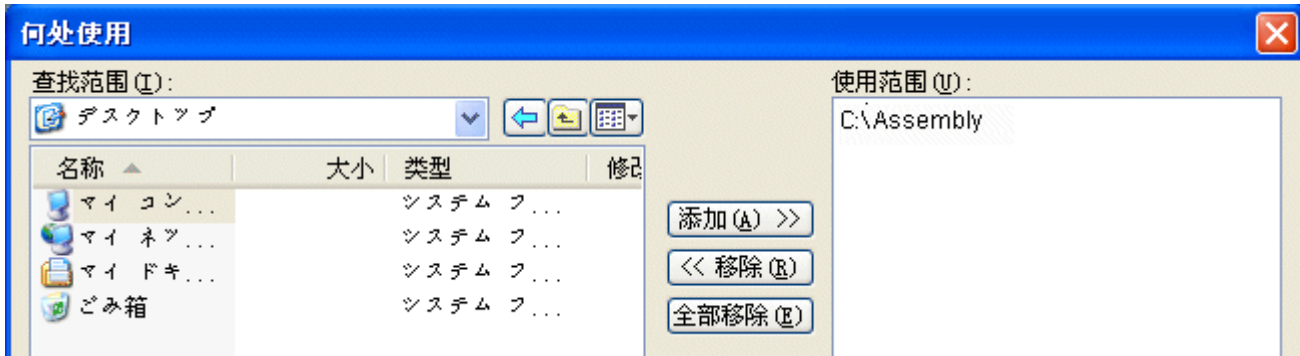 何处使用
查找范围(I):
デスクトップ
名称 大小 类型 修改
マイ コン... システム フ...
マイ ネッ... システム フ...
マイ ドキ... システム フ...
ごみ箱 システム フ...
添加(A) >>
<< 移除(R)
全部移除(E)
使用范围(U):
C:\Assembly